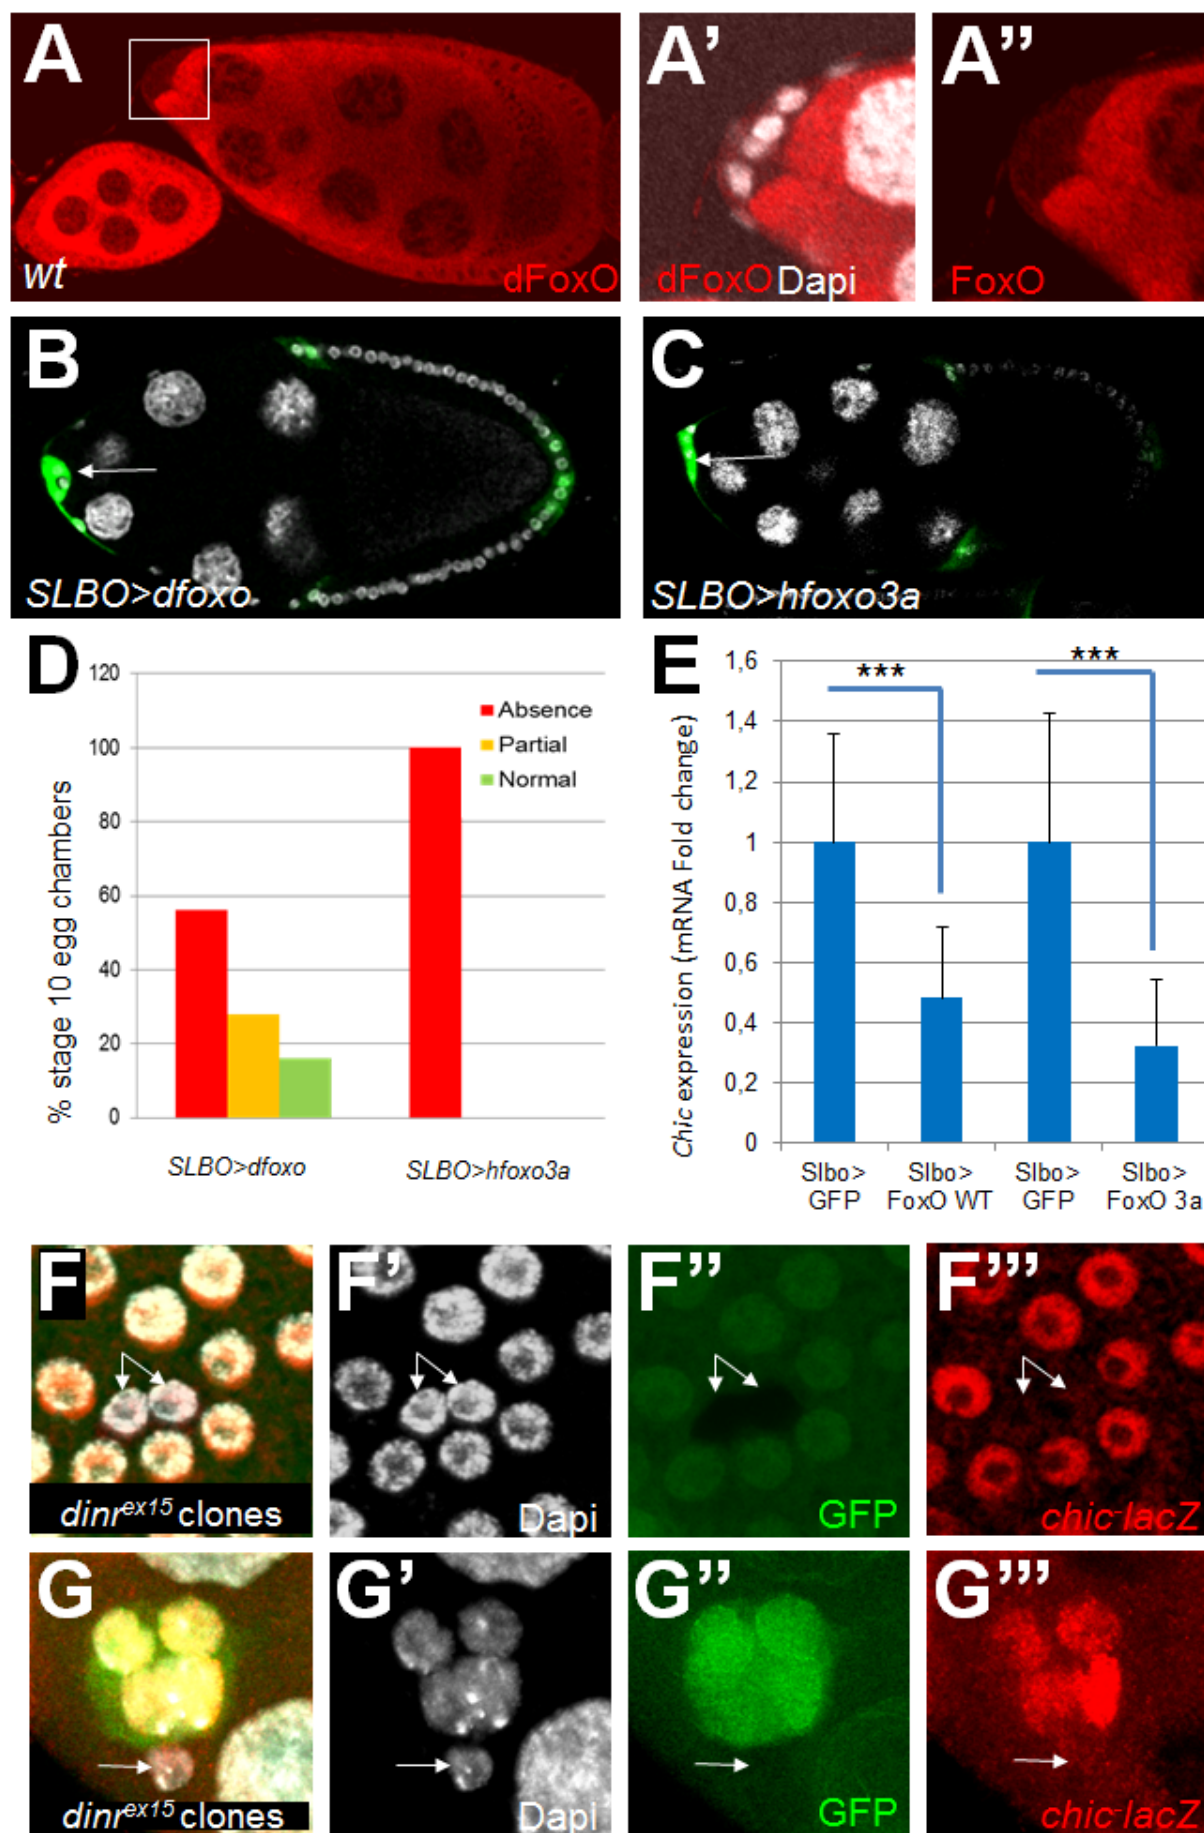 A
wt
dFoxO
A’
dFoxO Dapi
A’’
FoxO
B
SLBO>dfoxo
C
SLBO>hfoxo3a
D
120
100
80
60
40
20
0
% stage 10 egg chambers
Absence
Partial
Normal
SLBO>dfoxo
SLBO>hfoxo3a
E
1,6
1,4
1,2
1
0,8
0,6
0,4
0,2
0
Chic expression (mRNA Fold change)
***
***
Slbo>
GFP
Slbo>
FoxO WT
Slbo>
GFP
Slbo>
FoxO 3a
F
dinr^ex15 clones
F’
Dapi
F’’
GFP
F’’’
chic-lacZ
G
dinr^ex15 clones
G’
Dapi
G’’
GFP
G’’’
chic-lacZ